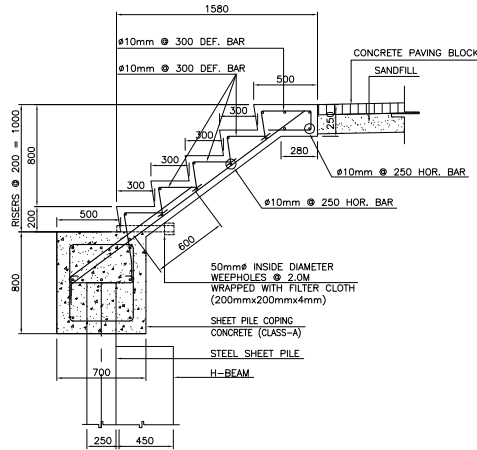 1580
ø10mm @ 300 DEF. BAR
CONCRETE PAVING BLOCK
ø10mm @ 300 DEF. BAR
500
SANDFILL
RISERS @ 200 = 1000
800
300
250
300
280
300
ø10mm @ 250 HOR. BAR
300
ø10mm @ 250 HOR. BAR
200
500
600
800
50mmø INSIDE DIAMETER
WEEPHOLES @ 2.0M
WRAPPED WITH FILTER CLOTH
(200mmx200mmx4mm)
SHEET PILE COPING
CONCRETE (CLASS-A)
STEEL SHEET PILE
700
H-BEAM
250
450